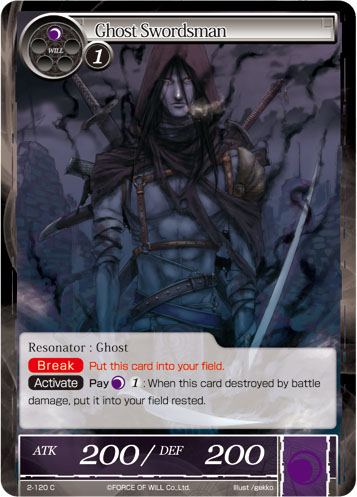 Ghost Swordsman
WILL
1
Resonator : Ghost
Break Put this card into your field.
Activate Pay 1 : When this card destroyed by battle
damage, put it into your field rested.
ATK 200 / DEF 200
2-120 C ©FORCE OF WILL Co.,Ltd. Illust /gekko